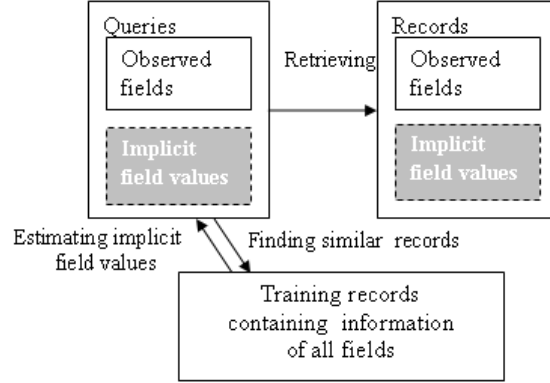 Queries
Observed
fields
Implicit
field values
Retrieving
Records
Observed
fields
Implicit
field values
Estimating implicit
field values
Finding similar records
Training records
containing information
of all fields